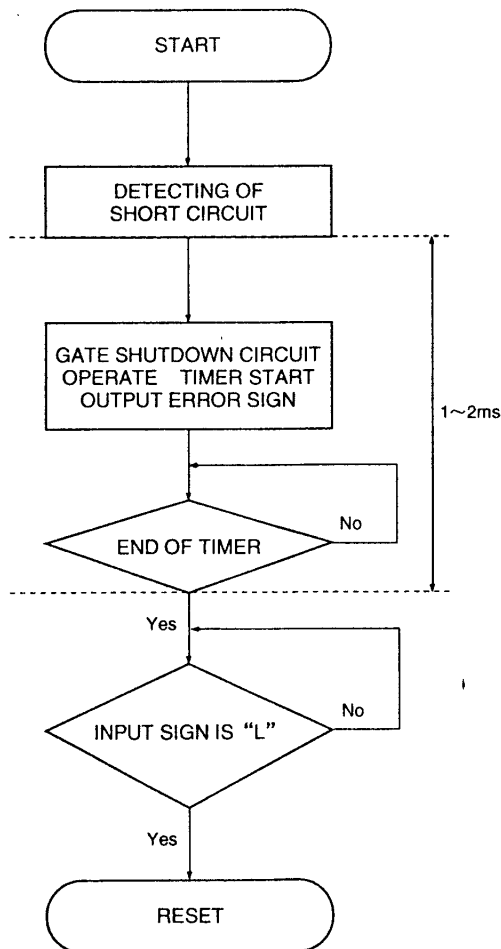 START
DETECTING OF
SHORT CIRCUIT
GATE SHUTDOWN CIRCUIT
OPERATE TIMER START
OUTPUT ERROR SIGN
1~2ms
No
END OF TIMER
Yes
No
INPUT SIGN IS “L”
Yes
RESET